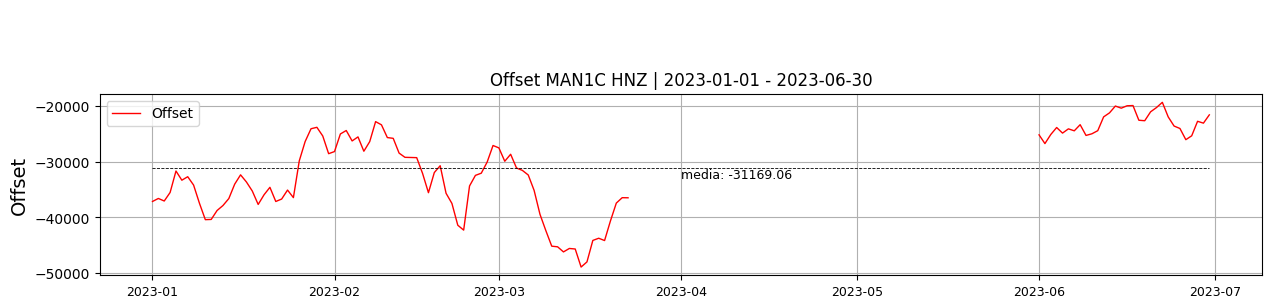 Offset MAN1C HNZ | 2023-01-01 - 2023-06-30
Offset
−20000
−30000
−40000
−50000
Offset
media: -31169.06
2023-01
2023-02
2023-03
2023-04
2023-05
2023-06
2023-07